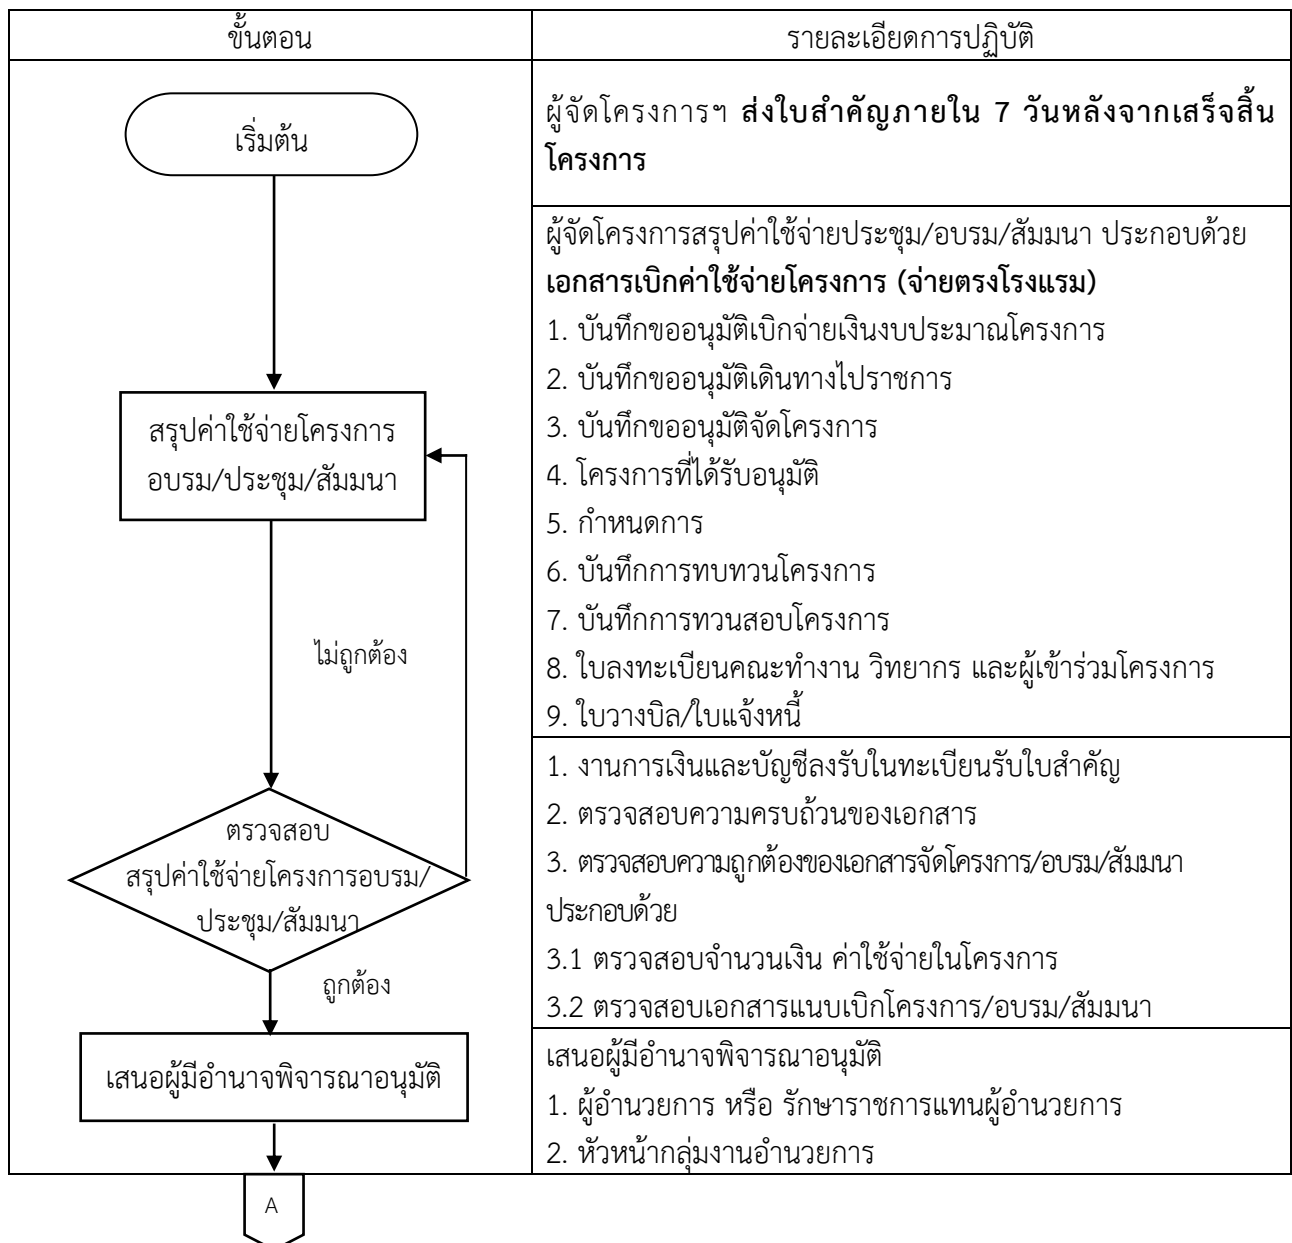 ขั้นตอน
รายละเอียดการปฏิบัติ
เริ่มต้น
ผู้จัดโครงการฯ ส่งใบสำคัญภายใน 7 วันหลังจากเสร็จสิ้น
โครงการ
สรุปค่าใช้จ่ายโครงการ
อบรม/ประชุม/สัมมนา
ผู้จัดโครงการสรุปค่าใช้จ่ายประชุม/อบรม/สัมมนา ประกอบด้วย
เอกสารเบิกค่าใช้จ่ายโครงการ (จ่ายตรงโรงแรม)
1. บันทึกขออนุมัติเบิกจ่ายเงินงบประมาณโครงการ
2. บันทึกขออนุมัติเดินทางไปราชการ
3. บันทึกขออนุมัติจัดโครงการ
4. โครงการที่ได้รับอนุมัติ
5. กำหนดการ
6. บันทึกการทบทวนโครงการ
7. บันทึกการทวนสอบโครงการ
8. ใบลงทะเบียนคณะทำงาน วิทยากร และผู้เข้าร่วมโครงการ
9. ใบวางบิล/ใบแจ้งหนี้
ไม่ถูกต้อง
ตรวจสอบ
สรุปค่าใช้จ่ายโครงการอบรม/
ประชุม/สัมมนา
1. งานการเงินและบัญชีลงรับในทะเบียนรับใบสำคัญ
2. ตรวจสอบความครบถ้วนของเอกสาร
3. ตรวจสอบความถูกต้องของเอกสารจัดโครงการ/อบรม/สัมมนา
ประกอบด้วย
3.1 ตรวจสอบจำนวนเงิน ค่าใช้จ่ายในโครงการ
3.2 ตรวจสอบเอกสารแนบเบิกโครงการ/อบรม/สัมมนา
ถูกต้อง
เสนอผู้มีอำนาจพิจารณาอนุมัติ
เสนอผู้มีอำนาจพิจารณาอนุมัติ
1. ผู้อำนวยการ หรือ รักษาราชการแทนผู้อำนวยการ
2. หัวหน้ากลุ่มงานอำนวยการ
A